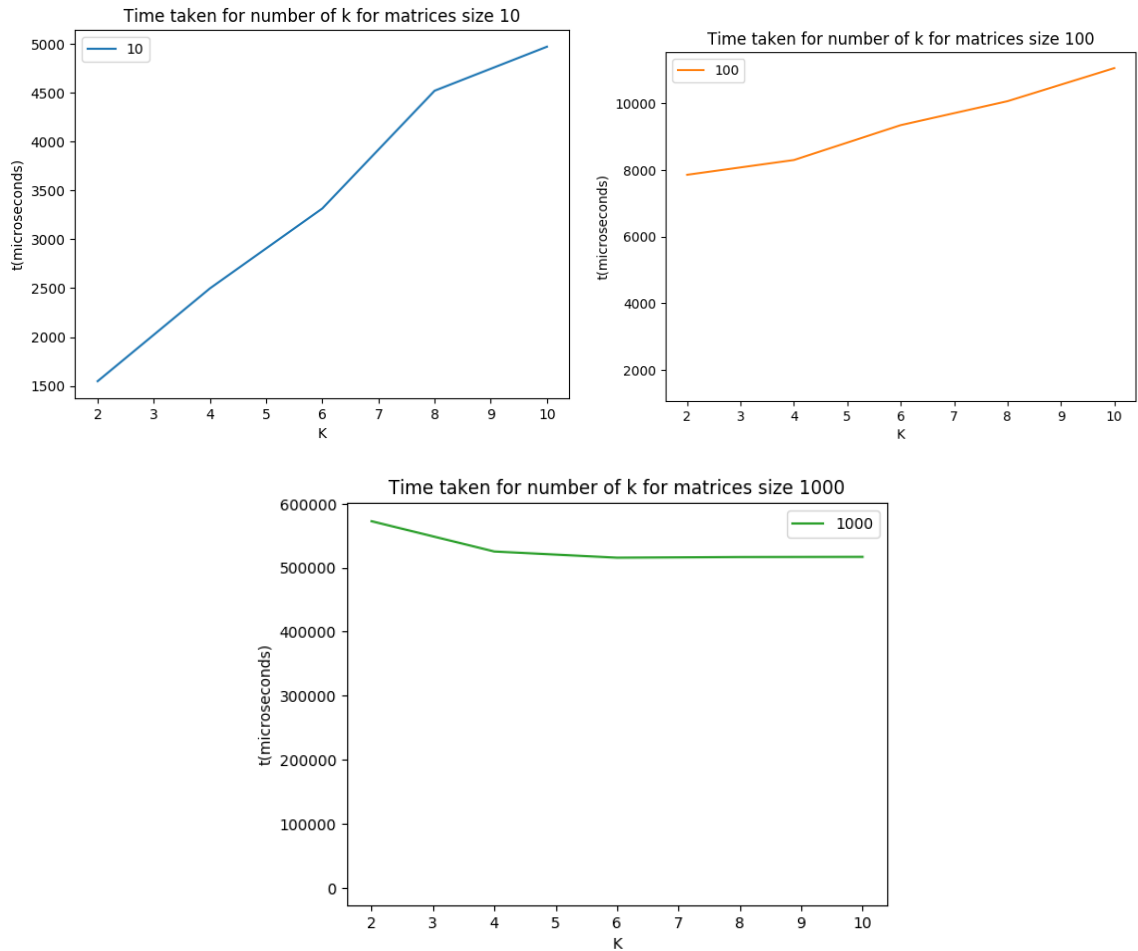 Time taken for number of k for matrices size 10
10
5000
4500
4000
3500
3000
2500
2000
1500
t(microseconds)
2 3 4 5 6 7 8 9 10
K
Time taken for number of k for matrices size 100
100
10000
8000
6000
4000
2000
t(microseconds)
2 3 4 5 6 7 8 9 10
K
Time taken for number of k for matrices size 1000
1000
600000
500000
400000
300000
200000
100000
0
t(microseconds)
2 3 4 5 6 7 8 9 10
K